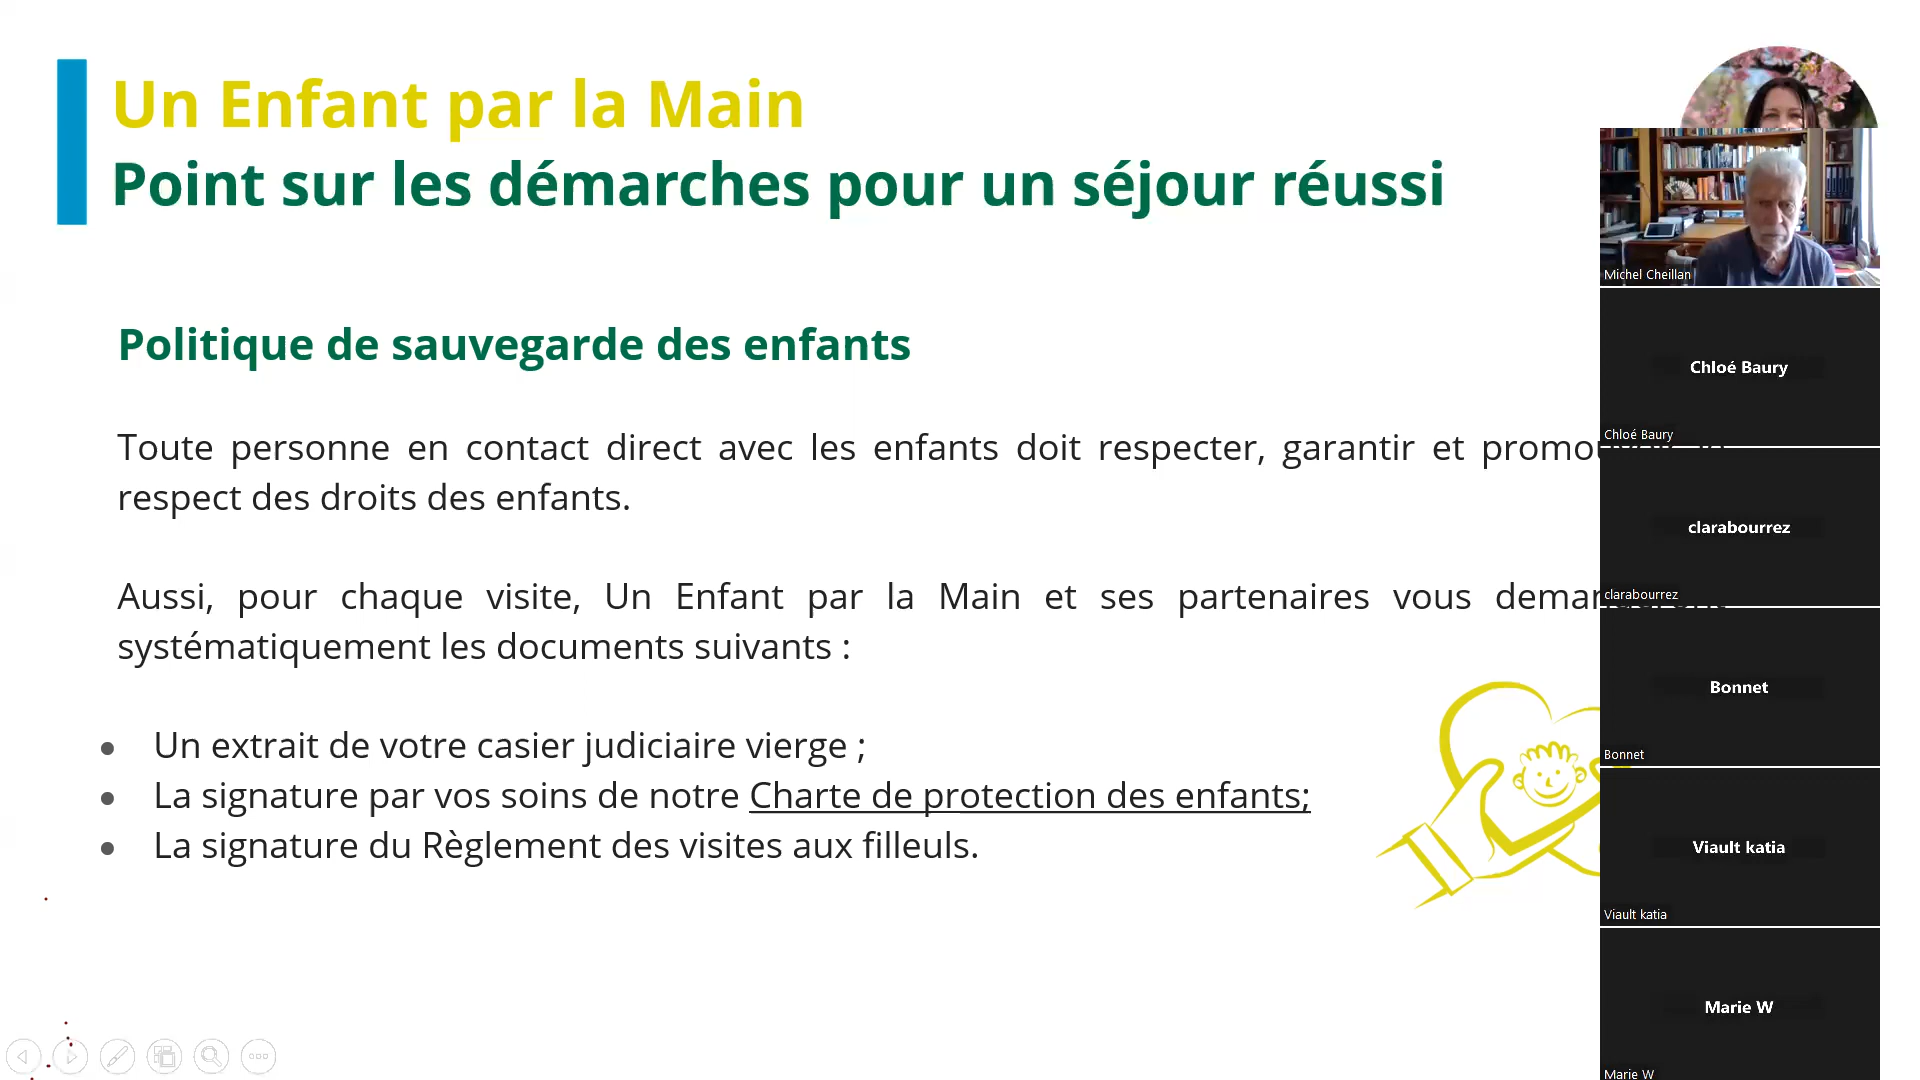 Un Enfant par la Main
Point sur les démarches pour un séjour réussi
Politique de sauvegarde des enfants
Toute personne en contact direct avec les enfants doit respecter, garantir et
respect des droits des enfants.
Aussi, pour chaque visite, Un Enfant par la Main et ses partenaires vous
systématiquement les documents suivants :
• Un extrait de votre casier judiciaire vierge ;
• La signature par vos soins de notre Charte de protection des enfants;
• La signature du Règlement des visites aux filleuls.
Michel Cheillan
Chloé Baury
Chloé Baury
clarabourrez
clarabourrez
Bonnet
Bonnet
Viault katia
Viault katia
Marie W
Marie W